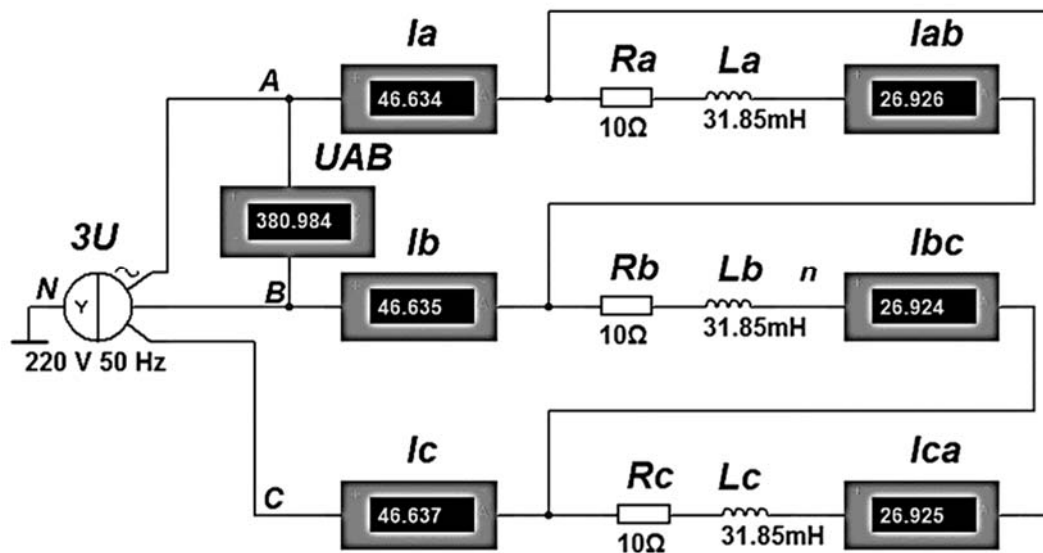 Ia
Ra
La
Iab
A
46.634
26.926
10Ω
31.85mH
UAB
380.984
3U
Ib
Rb
Lb
n
Ibc
N
B
Y
46.635
26.924
10Ω
31.85mH
220 V 50 Hz
Ic
Rc
Lc
Ica
C
46.637
26.925
10Ω
31.85mH